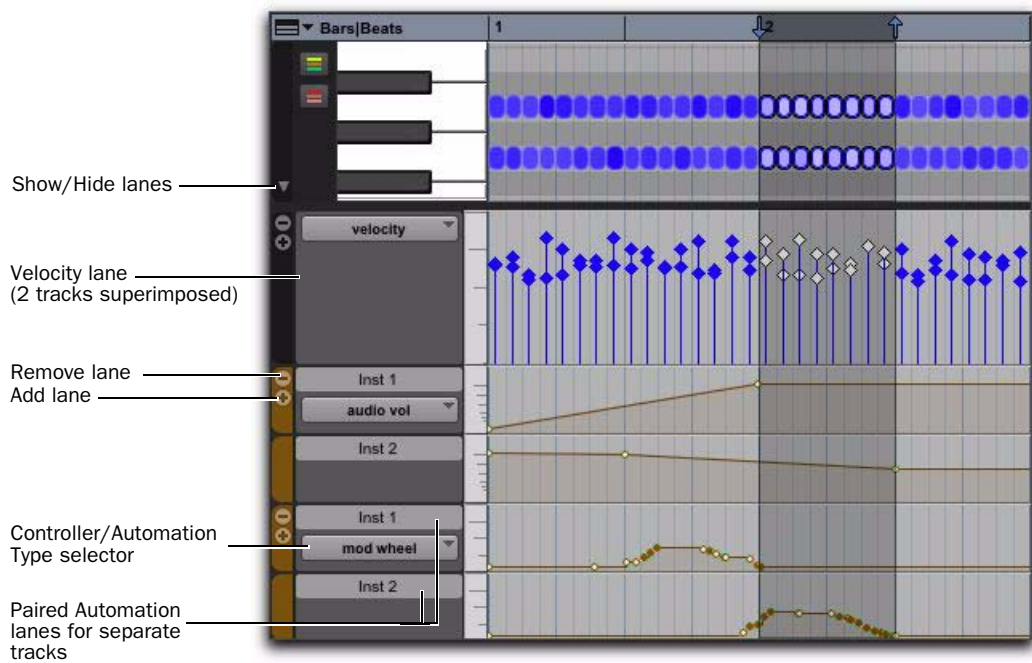 Bars|Beats
1
2
Show/Hide lanes
velocity
Velocity lane
(2 tracks superimposed)
Remove lane
Add lane
Inst 1
audio vol
Inst 2
Controller/Automation
Type selector
Inst 1
mod wheel
Inst 2
Paired Automation
lanes for separate
tracks